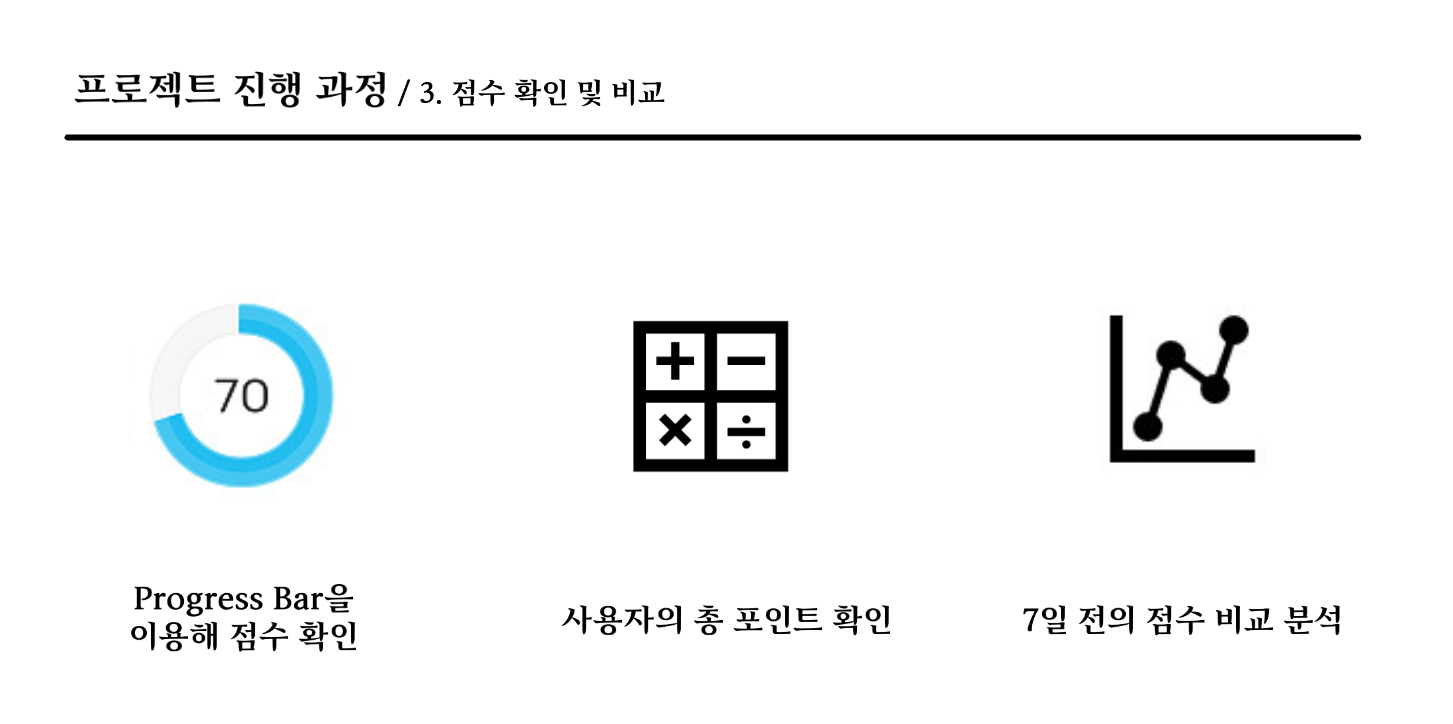 프로젝트 진행 과정 / 3. 점수 확인 및 비교
70
Progress Bar을
이용해 점수 확인
사용자의 총 포인트 확인
7일 전의 점수 비교 분석